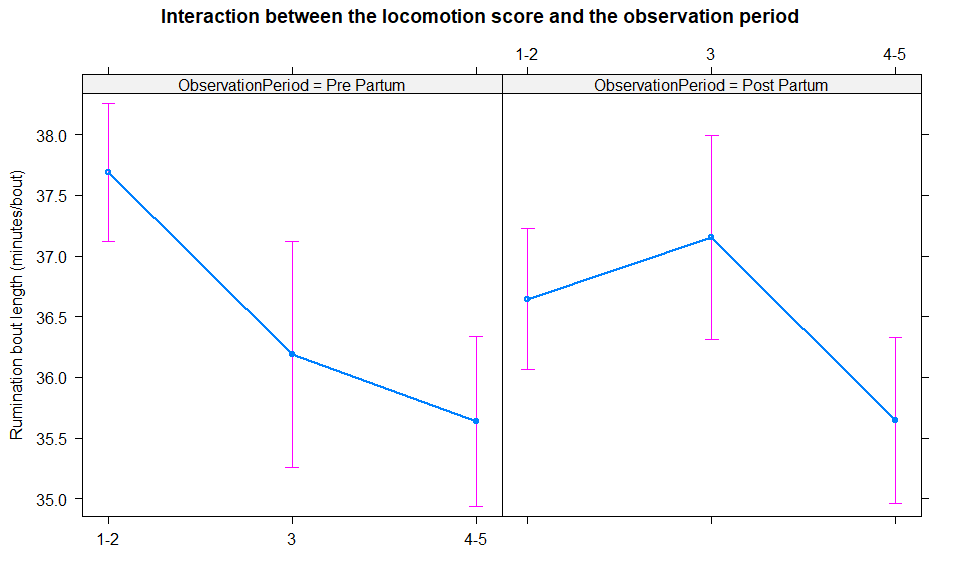 Interaction between the locomotion score and the observation period
1-2 3 4-5
ObservationPeriod = Pre Partum ObservationPeriod = Post Partum
Rumination bout length (minutes/bout)
38.0
37.5
37.0
36.5
36.0
35.5
35.0
1-2 3 4-5